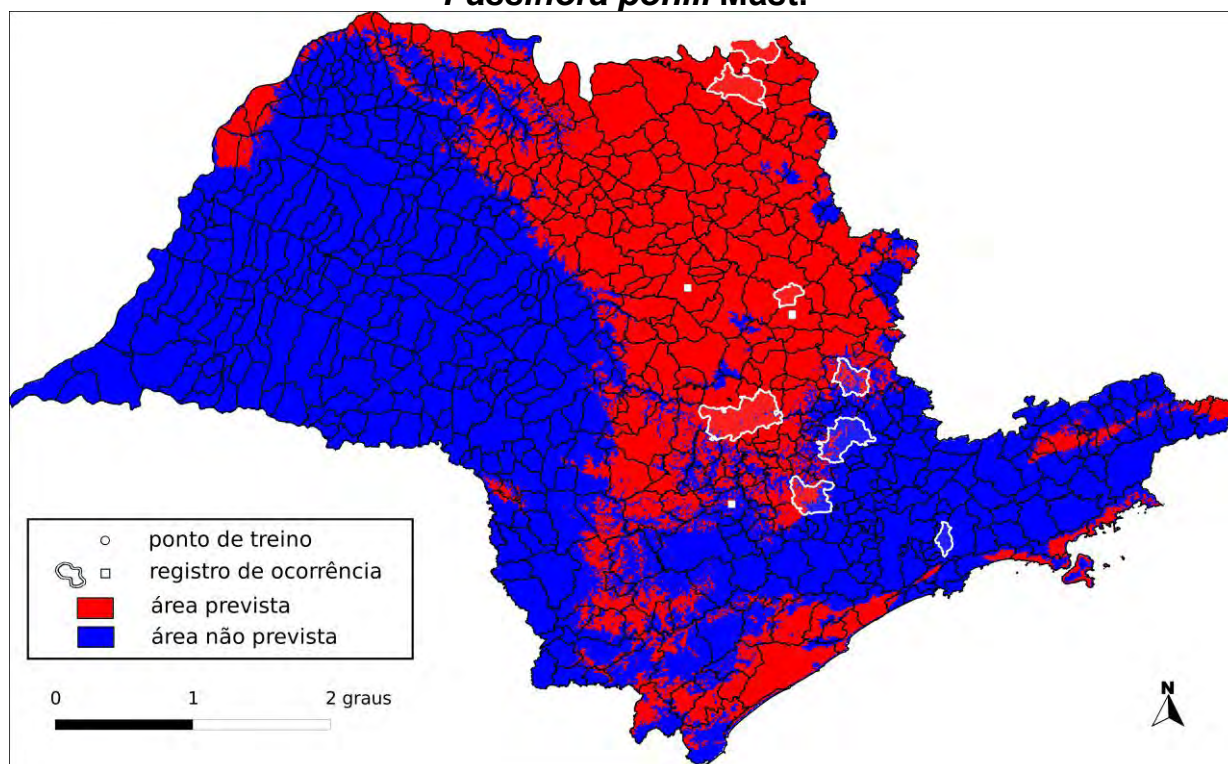 Passiflora pohlii Mast.
ponto de treino
registro de ocorrência
área prevista
área não prevista
0 1 2 graus
N